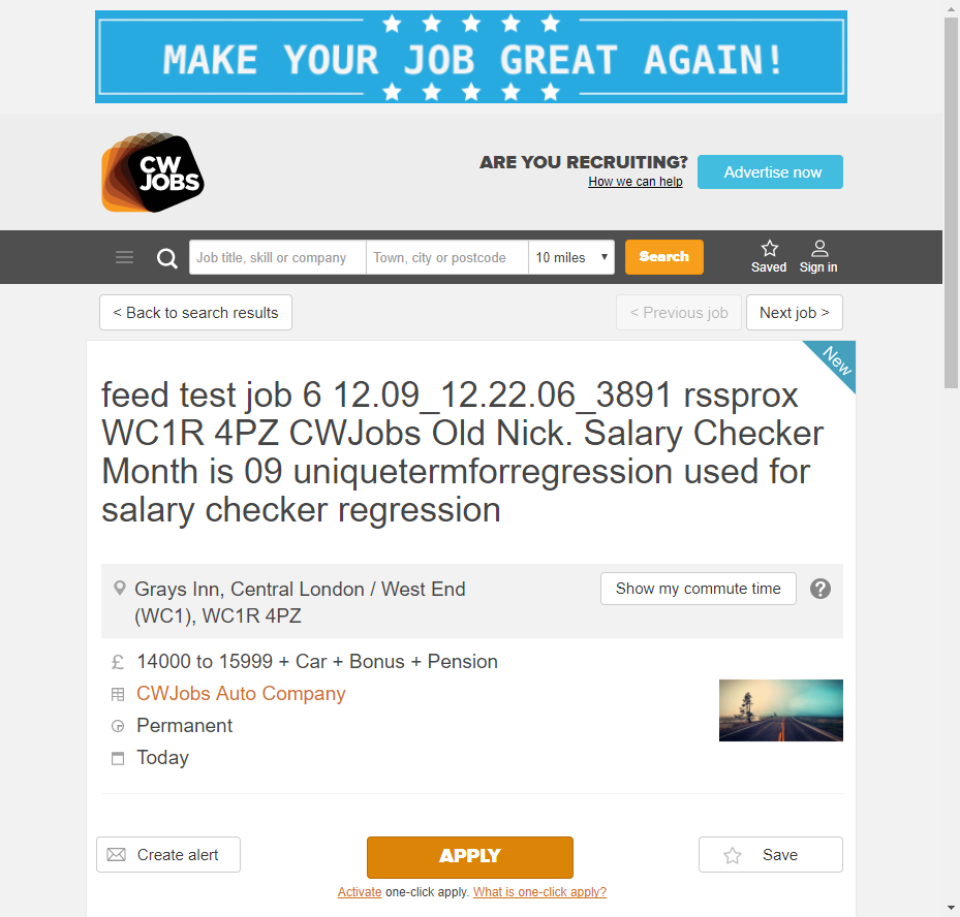 MAKE YOUR JOB GREAT AGAIN!
CW
JOBS
ARE YOU RECRUITING?
How we can help
Advertise now
Job title, skill or company
Town, city or postcode
10 miles
Search
Saved
Sign in
< Back to search results
< Previous job
Next job >
New
feed test job 6 12.09_12.22.06_3891 rssprox
WC1R 4PZ CWJobs Old Nick. Salary Checker
Month is 09 uniquetermforregression used for
salary checker regression
Grays Inn, Central London / West End
(WC1), WC1R 4PZ
Show my commute time
?
£ 14000 to 15999 + Car + Bonus + Pension
CWJobs Auto Company
Permanent
Today
Create alert
APPLY
Save
Activate one-click apply. What is one-click apply?